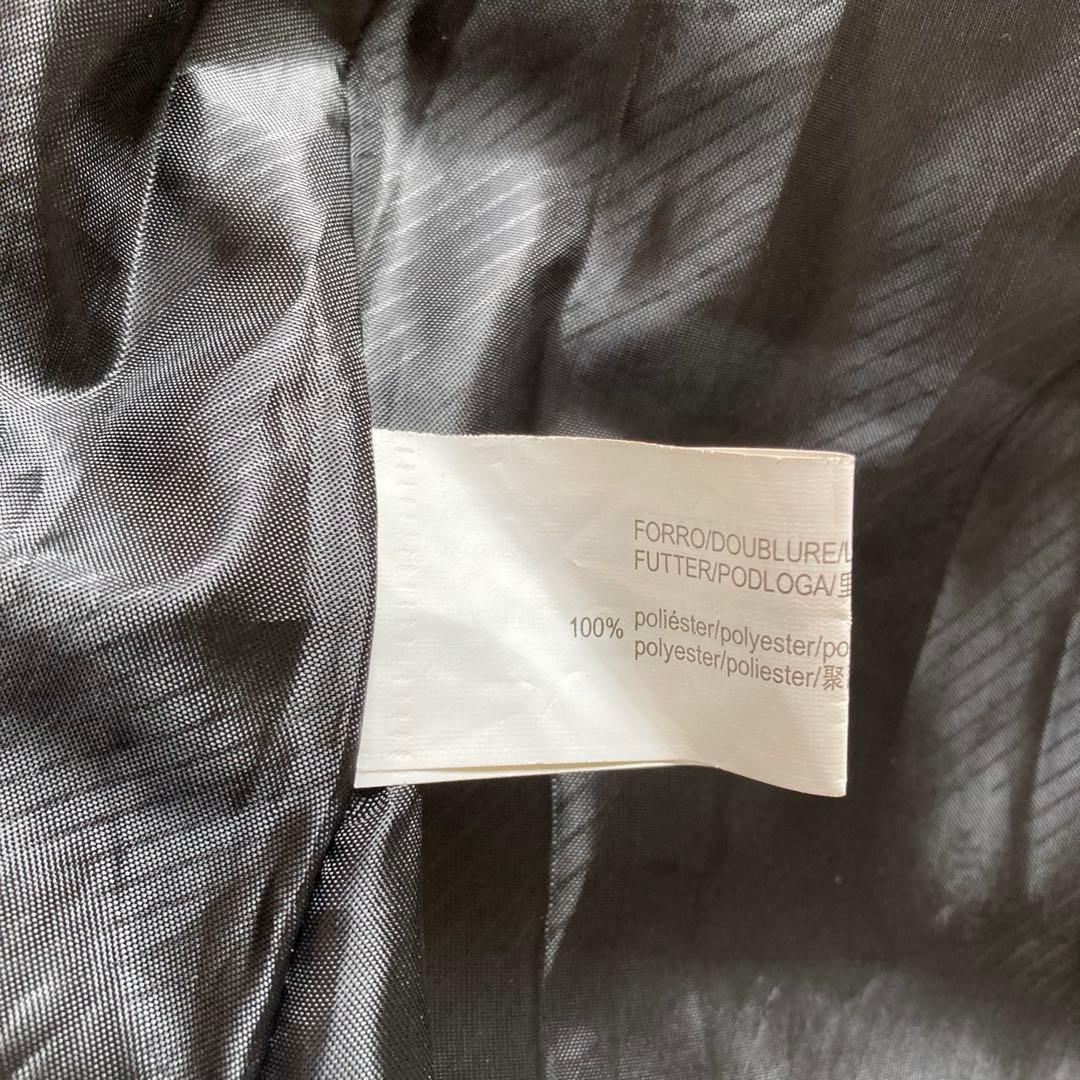 FORRO/DOUBLURE/
FUTTER/PODLOGA/里
100% poliéster/polyester/po
polyester/poliester/聚